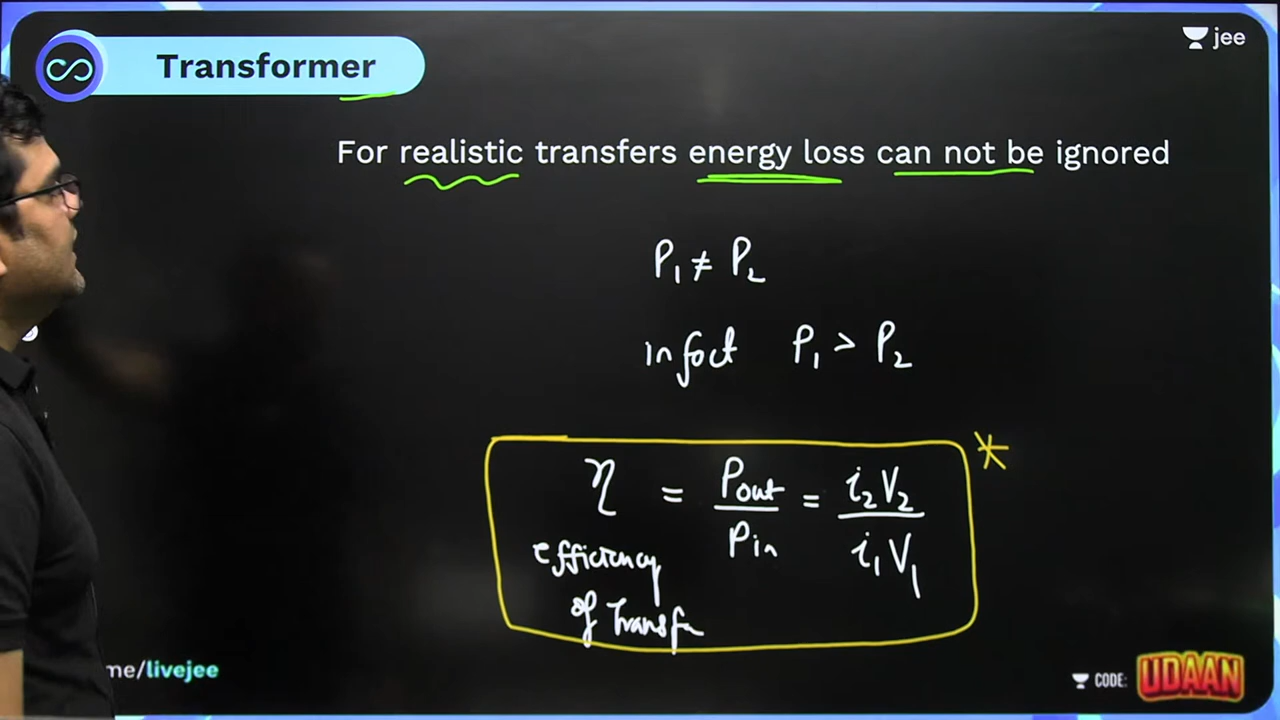 Transformer
jee
For realistic transfers energy loss can not be ignored
P₁ ≠ P₂
infact P₁ > P₂
η = Pout/Pin = i₂V₂/i₁V₁
efficiency
of Transfr
me/livejee
CODE: UDAAN